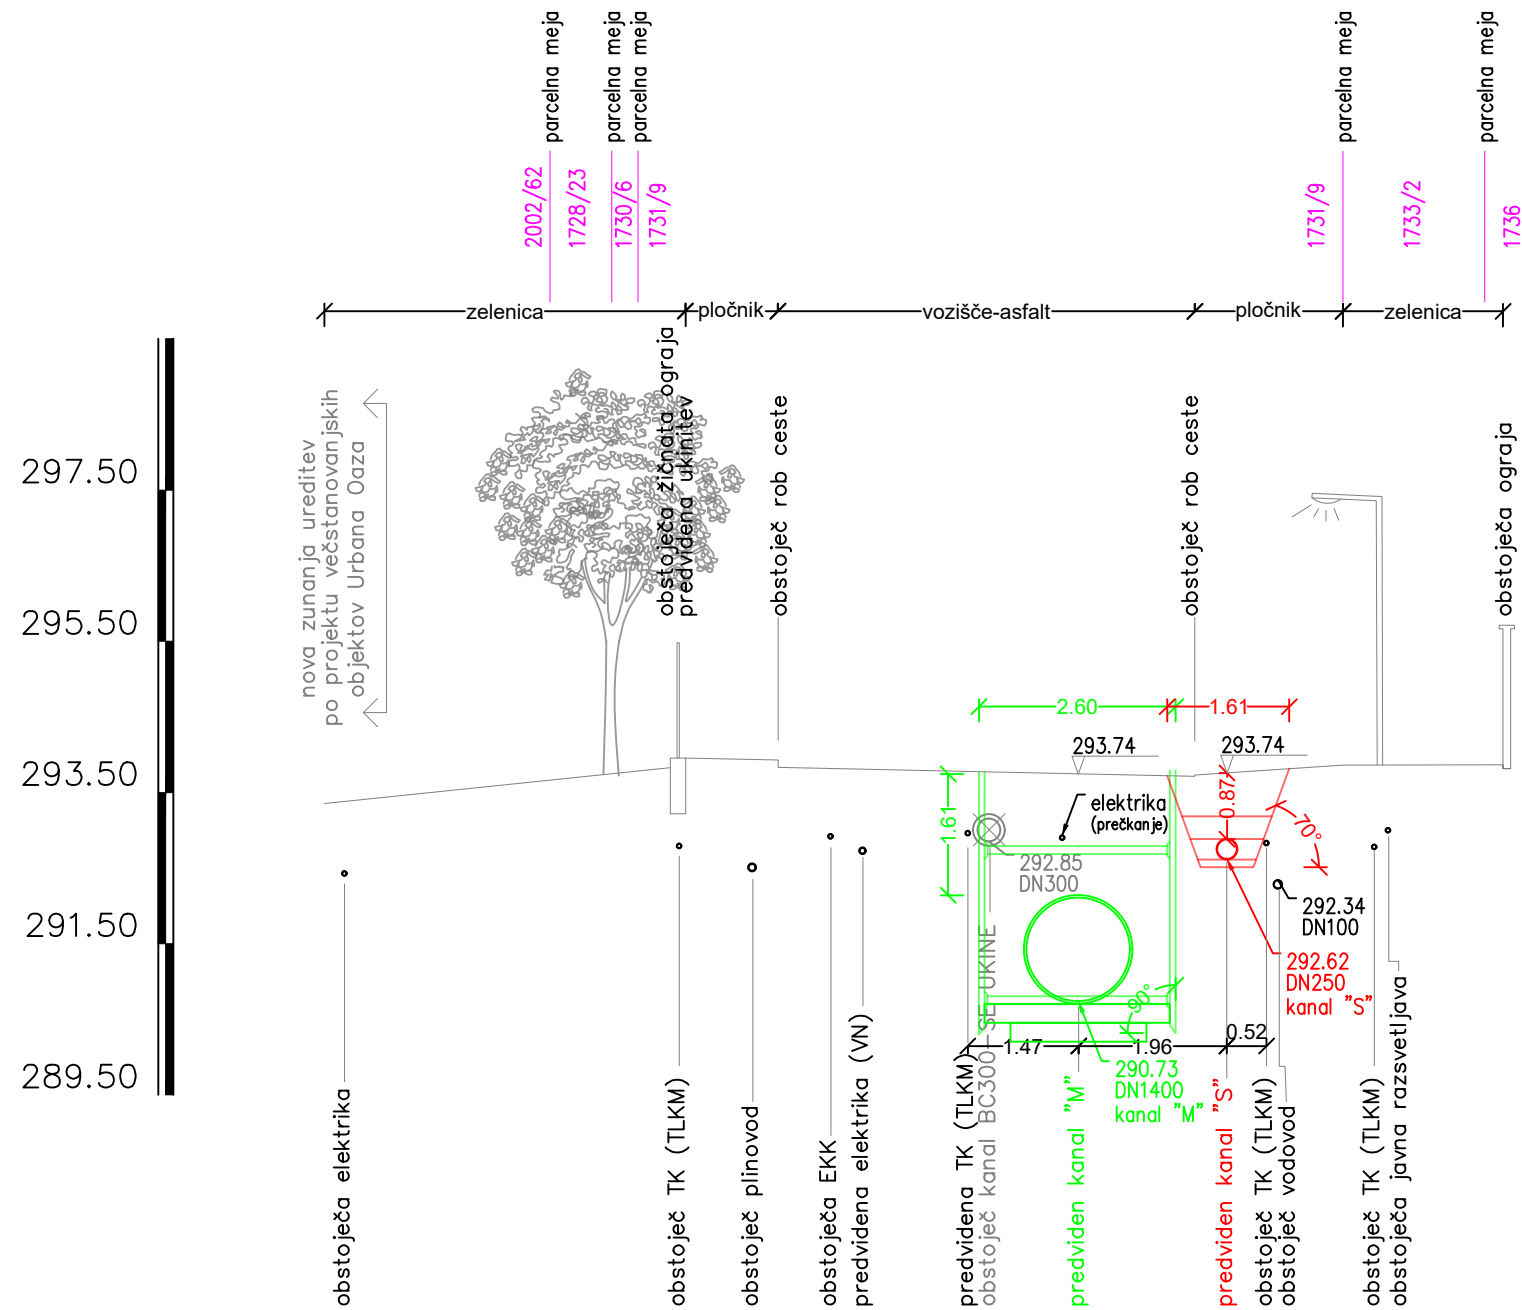 parcelna meja
parcelna meja
parcelna meja
parcelna meja
parcelna meja
2002/62
1728/23
1730/6
1731/9
1731/9
1733/2
1736
zelenica
pločnik
vozišče-asfalt
pločnik
zelenica
297.50
295.50
293.50
291.50
289.50
nova zunanja ureditev
po projektu večstanovanjskih
objektov Urbana Oaza
obstoječa žičnata ograja
predvidena ukinitev
obstoječ rob ceste
obstoječ rob ceste
obstoječa ograja
2.60
1.61
293.74
293.74
1.61
elektrika
(prečkanje)
0.87
70°
292.85
DN300
292.34
DN100
292.62
DN250
kanal "S"
90°
1.47
1.96
0.52
290.73
DN1400
kanal "M"
obstoječa elektrika
obstoječ TK (TLKM)
obstoječ plinovod
obstoječa EKK
predvidena elektrika (VN)
predvidena TK (TLKM)
obstoječ kanal BC300-SE UKINE
predviden kanal "M"
predviden kanal "S"
obstoječ TK (TLKM)
obstoječ vodovod
obstoječ TK (TLKM)
obstoječa javna razsvetljava